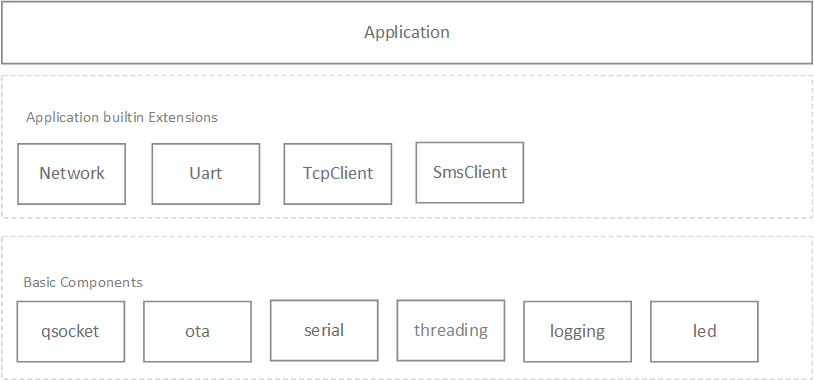 Application
Application builtin Extensions
Network Uart TcpClient SmsClient
Basic Components
qsocket ota serial threading logging led